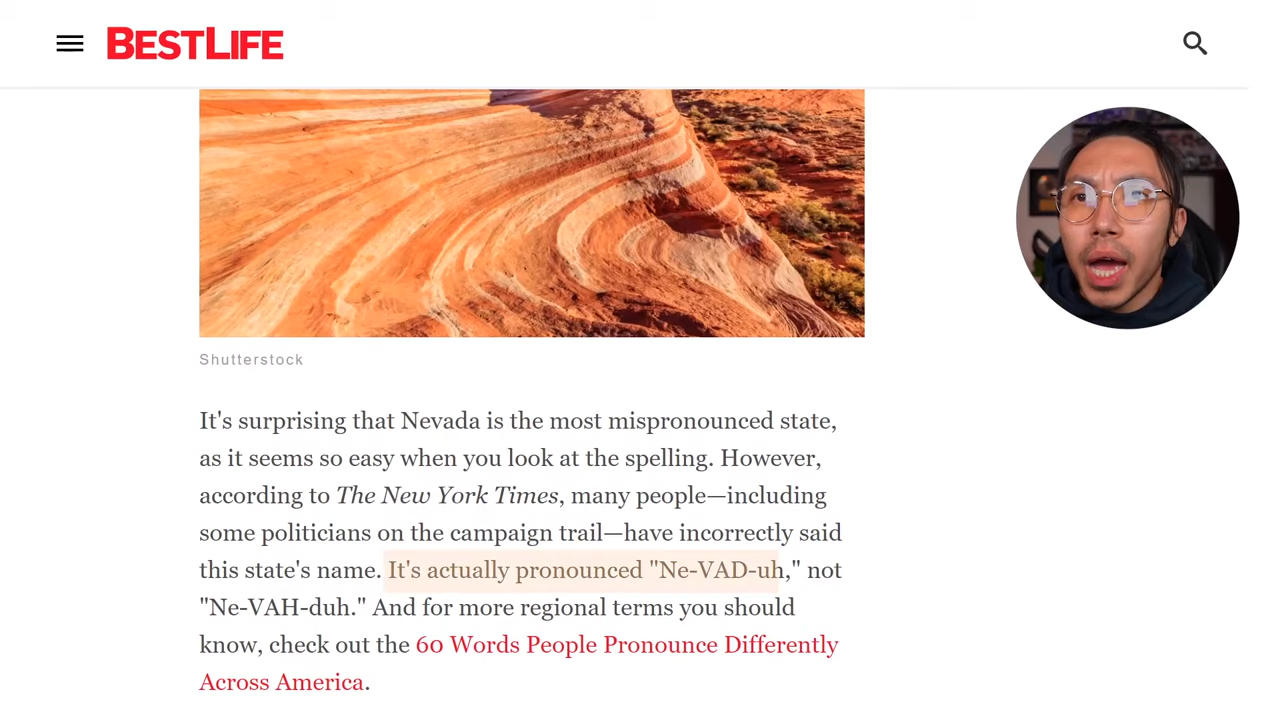 BESTLIFE
Shutterstock
It's surprising that Nevada is the most mispronounced state,
as it seems so easy when you look at the spelling. However,
according to The New York Times, many people—including
some politicians on the campaign trail—have incorrectly said
this state's name. It's actually pronounced "Ne-VAD-uh," not
"Ne-VAH-duh." And for more regional terms you should
know, check out the 60 Words People Pronounce Differently
Across America.